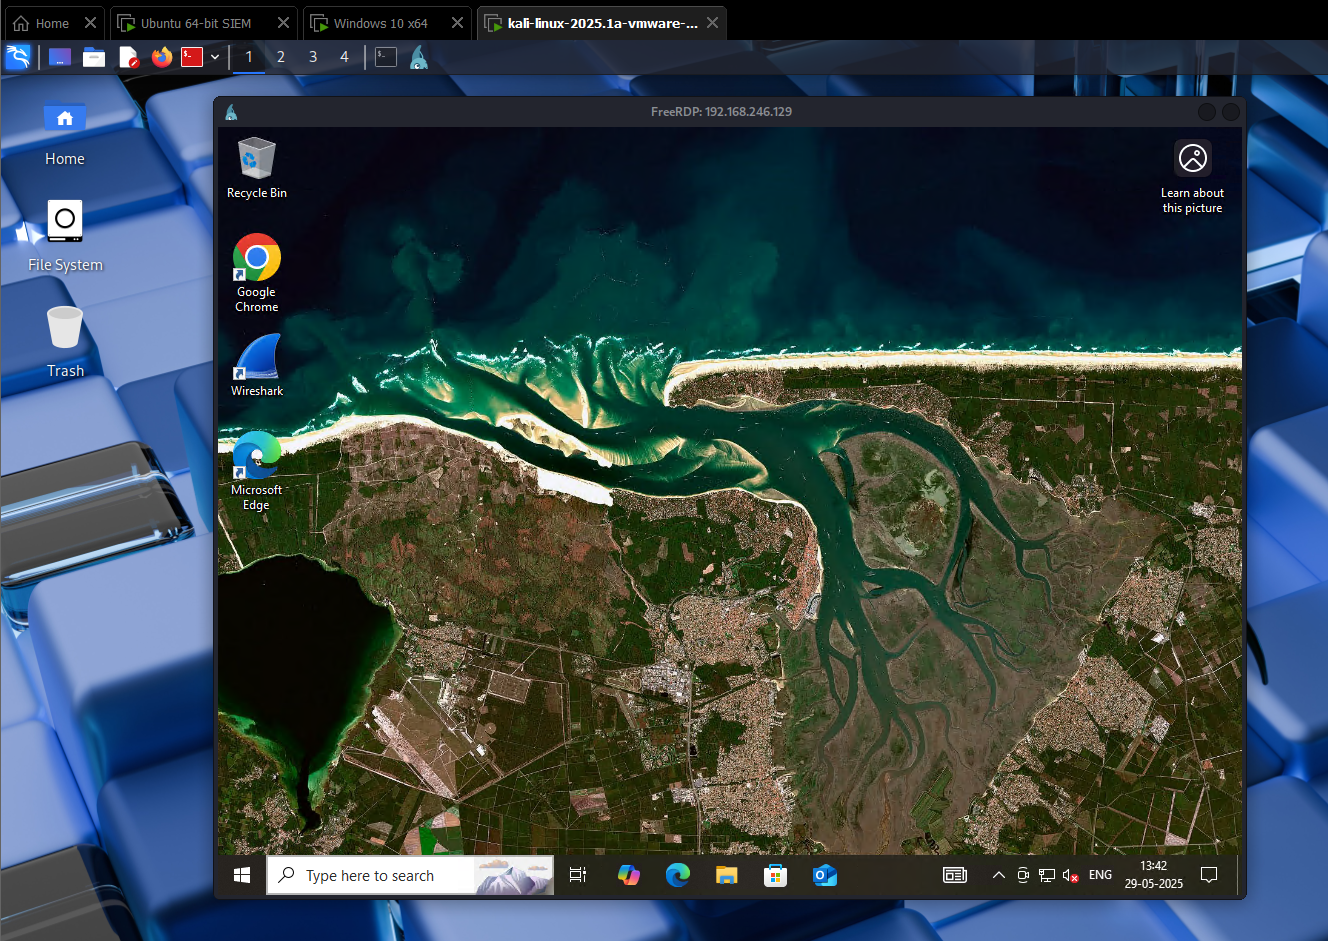 Home
Ubuntu 64-bit SIEM
Windows 10 x64
kali-linux-2025.1a-vmware-...
1 2 3 4
FreeRDP: 192.168.246.129
Home
File System
Trash
Recycle Bin
Google
Chrome
Wireshark
Microsoft
Edge
Learn about
this picture
Type here to search
ENG
13:42
29-05-2025